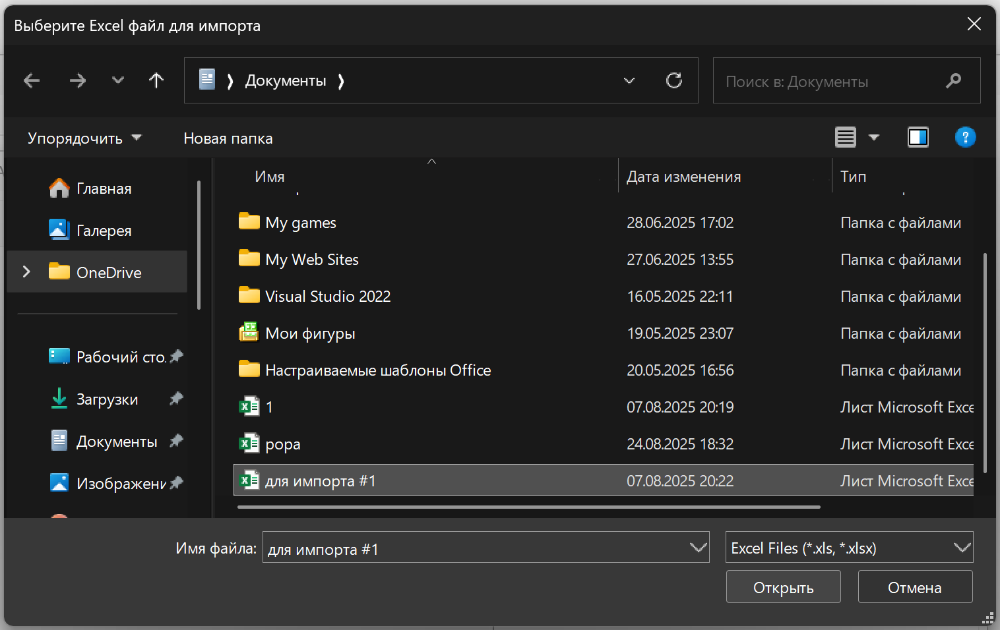 Выберите Excel файл для импорта
Документы
Поиск в: Документы
Упорядочить
Новая папка
Имя
Дата изменения
Тип
Главная
Галерея
OneDrive
Рабочий сто.
Загрузки
Документы
Изображени
My games 28.06.2025 17:02 Папка с файлами
My Web Sites 27.06.2025 13:55 Папка с файлами
Visual Studio 2022 16.05.2025 22:11 Папка с файлами
Мои фигуры 19.05.2025 23:07 Папка с файлами
Настраиваемые шаблоны Office 20.05.2025 16:56 Папка с файлами
1 07.08.2025 20:19 Лист Microsoft Exce
popa 24.08.2025 18:32 Лист Microsoft Exce
для импорта #1 07.08.2025 20:22 Лист Microsoft Exce
Имя файла: для импорта #1
Excel Files (*.xls, *.xlsx)
Открыть
Отмена